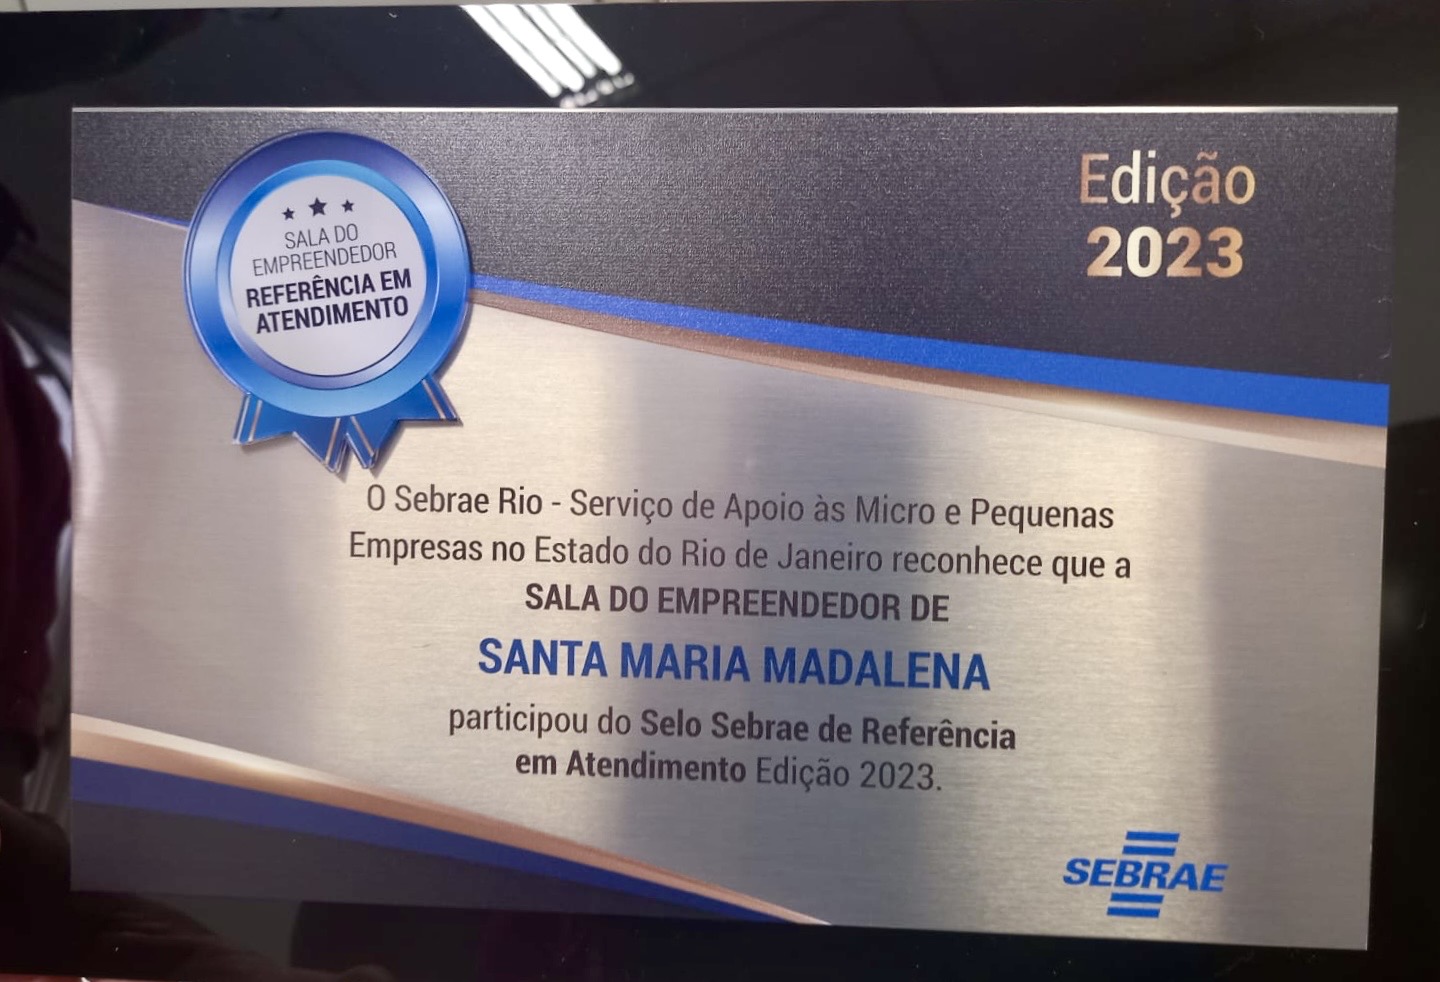 SALA DO
EMPREENDEDOR
REFERÊNCIA EM
ATENDIMENTO
Edição
2023
O Sebrae Rio - Serviço de Apoio às Micro e Pequenas
Empresas no Estado do Rio de Janeiro reconhece que a
SALA DO EMPREENDEDOR DE
SANTA MARIA MADALENA
participou do Selo Sebrae de Referência
em Atendimento Edição 2023.
SEBRAE